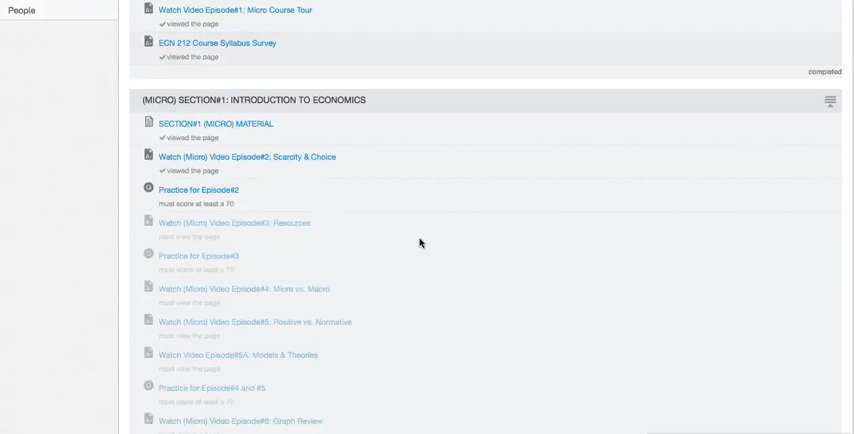 People
Watch Video Episode#1: Micro Course Tour
viewed the page
ECN 212 Course Syllabus Survey
viewed the page
completed
(MICRO) SECTION#1: INTRODUCTION TO ECONOMICS
SECTION#1 (MICRO) MATERIAL
viewed the page
Watch (Micro) Video Episode#2: Scarcity & Choice
viewed the page
Practice for Episode#2
must score at least a 70
Watch (Micro) Video Episode#3: Resources
must view the page
Practice for Episode#3
must score at least a 70
Watch (Micro) Video Episode#4: Micro vs. Macro
must view the page
Watch (Micro) Video Episode#5: Positive vs. Normative
must view the page
Watch Video Episode#5A: Models & Theories
must view the page
Practice for Episode#4 and #5
must score at least a 70
Watch (Micro) Video Episode#6: Graph Review